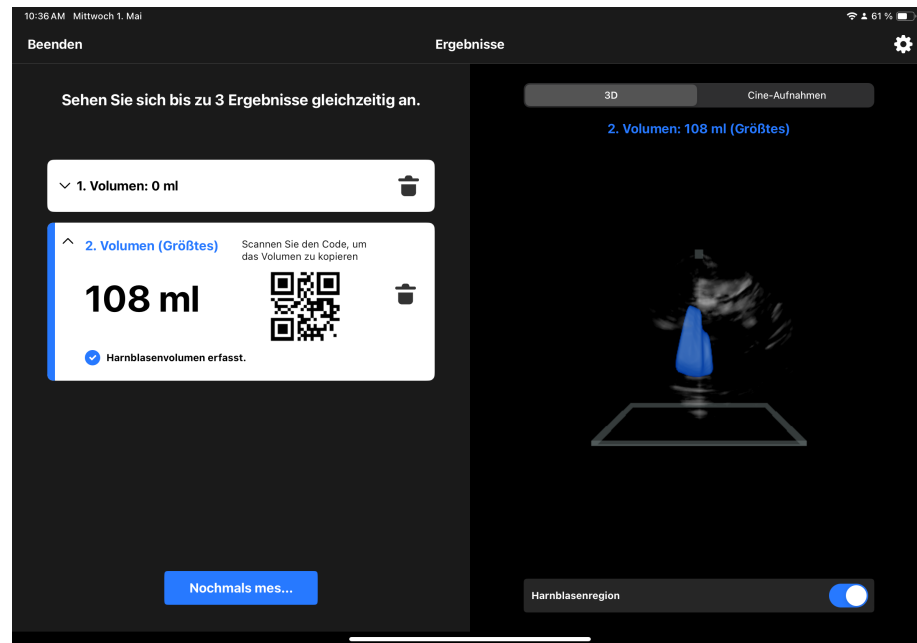 10:36 AM Mittwoch 1. Mai
61 %
Beenden
Ergebnisse
Sehen Sie sich bis zu 3 Ergebnisse gleichzeitig an.
1. Volumen: 0 ml
2. Volumen (Größtes)
Scannen Sie den Code, um
das Volumen zu kopieren
108 ml
Harnblasenvolumen erfasst.
Nochmals mes...
3D
Cine-Aufnahmen
2. Volumen: 108 ml (Größtes)
Harnblasenregion